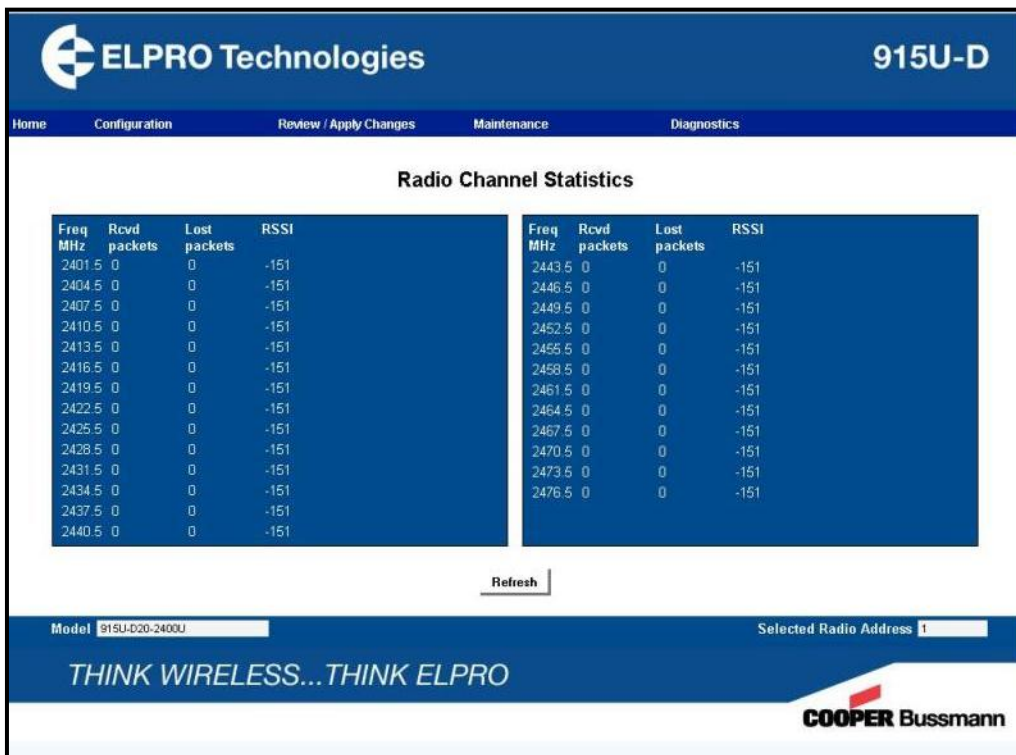 ELPRO Technologies
915U-D
Home Configuration Review / Apply Changes Maintenance Diagnostics
Radio Channel Statistics
Freq MHz Rcvd packets Lost packets RSSI
2401.5 0 0 -151
2404.5 0 0 -151
2407.5 0 0 -151
2410.5 0 0 -151
2413.5 0 0 -151
2416.5 0 0 -151
2419.5 0 0 -151
2422.5 0 0 -151
2425.5 0 0 -151
2428.5 0 0 -151
2431.5 0 0 -151
2434.5 0 0 -151
2437.5 0 0 -151
2440.5 0 0 -151
Freq MHz Rcvd packets Lost packets RSSI
2443.5 0 0 -151
2446.5 0 0 -151
2449.5 0 0 -151
2452.5 0 0 -151
2455.5 0 0 -151
2458.5 0 0 -151
2461.5 0 0 -151
2464.5 0 0 -151
2467.5 0 0 -151
2470.5 0 0 -151
2473.5 0 0 -151
2476.5 0 0 -151
Refresh
Model 915U-D20-2400U
Selected Radio Address 1
THINK WIRELESS...THINK ELPRO
COOPER Bussmann